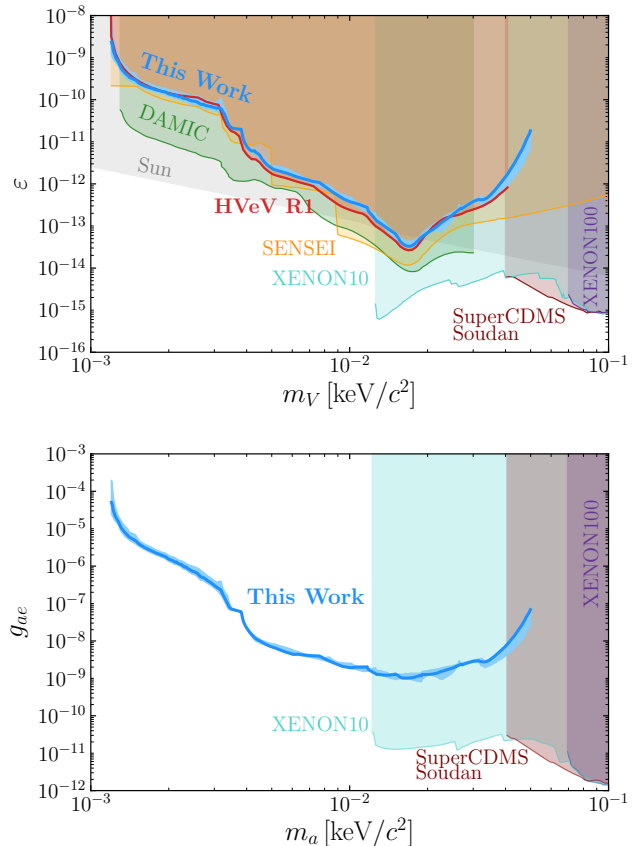 10^−8
10^−9
10^−10
10^−11
10^−12
10^−13
10^−14
10^−15
10^−16
ε
This Work
DAMIC
Sun
HVeV R1
SENSEI
XENON10
SuperCDMS
Soudan
XENON100
10^−3
10^−2
10^−1
m_V [keV/c^2]
10^−3
10^−4
10^−5
10^−6
10^−7
10^−8
10^−9
10^−10
10^−11
10^−12
g_ae
This Work
XENON10
SuperCDMS
Soudan
XENON100
10^−3
10^−2
10^−1
m_a [keV/c^2]